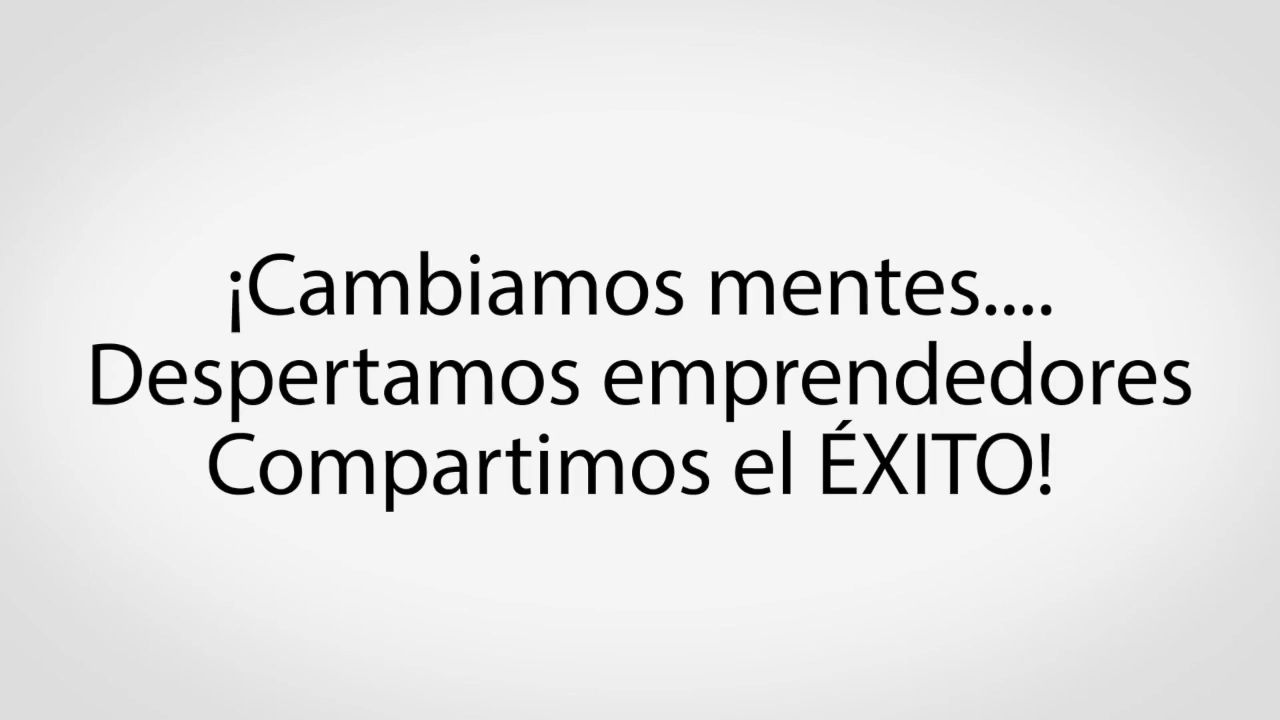 ¡Cambiamos mentes....
Despertamos emprendedores
Compartimos el ÉXITO!